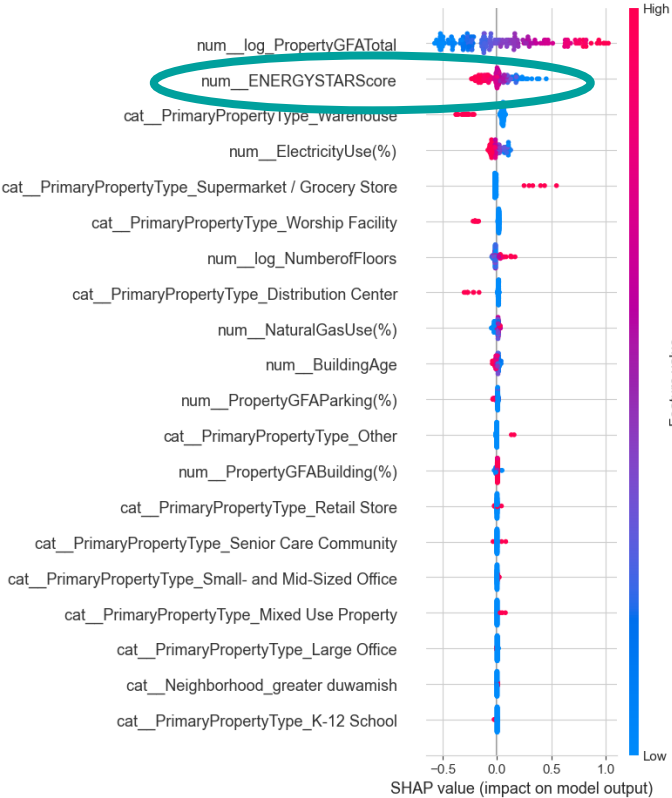 High
num__log_PropertyGFATotal
num__ENERGYSTARScore
cat__PrimaryPropertyType_Warehouse
num__ElectricityUse(%)
cat__PrimaryPropertyType_Supermarket / Grocery Store
cat__PrimaryPropertyType_Worship Facility
num__log_NumberofFloors
cat__PrimaryPropertyType_Distribution Center
num__NaturalGasUse(%)
num__BuildingAge
num__PropertyGFAParking(%)
cat__PrimaryPropertyType_Other
num__PropertyGFABuilding(%)
cat__PrimaryPropertyType_Retail Store
cat__PrimaryPropertyType_Senior Care Community
cat__PrimaryPropertyType_Small- and Mid-Sized Office
cat__PrimaryPropertyType_Mixed Use Property
cat__PrimaryPropertyType_Large Office
cat__Neighborhood_greater duwamish
cat__PrimaryPropertyType_K-12 School
Low
−0.5 0.0 0.5 1.0
SHAP value (impact on model output)